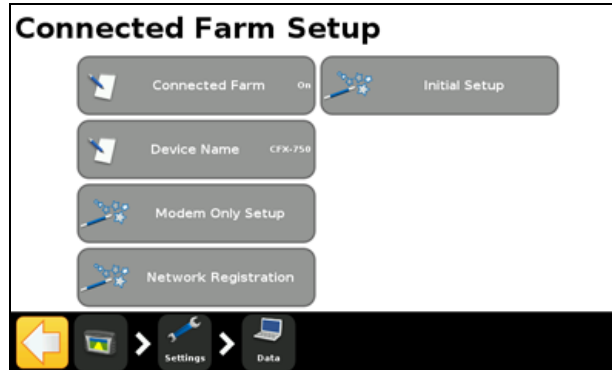 Connected Farm Setup
Connected Farm On
Initial Setup
Device Name CFX-750
Modem Only Setup
Network Registration
Settings
Data